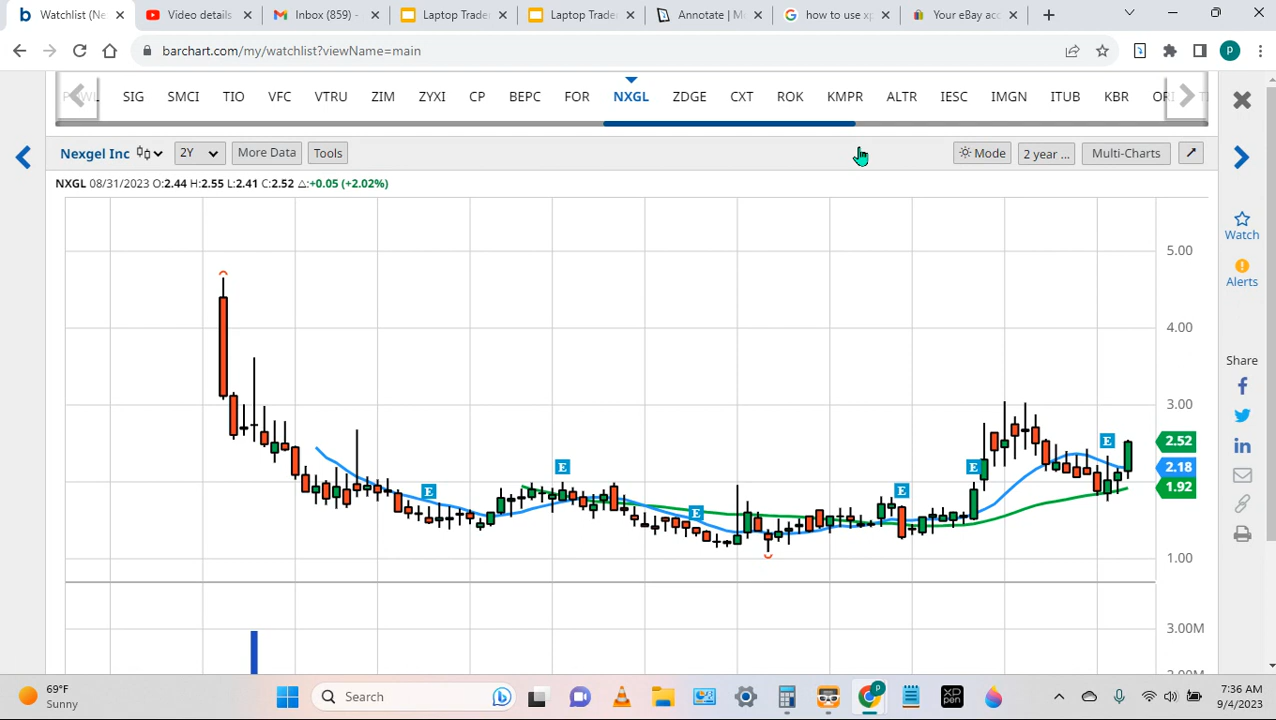 Watchlist (Ne
Video details
Inbox (859) -
Laptop Trade
Laptop Trade
Annotate | M
how to use xp
Your eBay acc
barchart.com/my/watchlist?viewName=main
P
SIG SMCI TIO VFC VTRU ZIM ZYXI CP BEPC FOR NXGL ZDGE CXT ROK KMPR ALTR IESC IMGN ITUB KBR
Nexgel Inc 2Y More Data Tools Mode 2 year ... Multi-Charts
NXGL 08/31/2023 O:2.44 H:2.55 L:2.41 C:2.52 △:+0.05 (+2.02%)
Watch
Alerts
Share
5.00
4.00
3.00
2.52
2.18
1.92
1.00
3.00M
E
E
E
E
E
E
69°F
Sunny
Search
XP
PEN
P
7:36 AM
9/4/2023